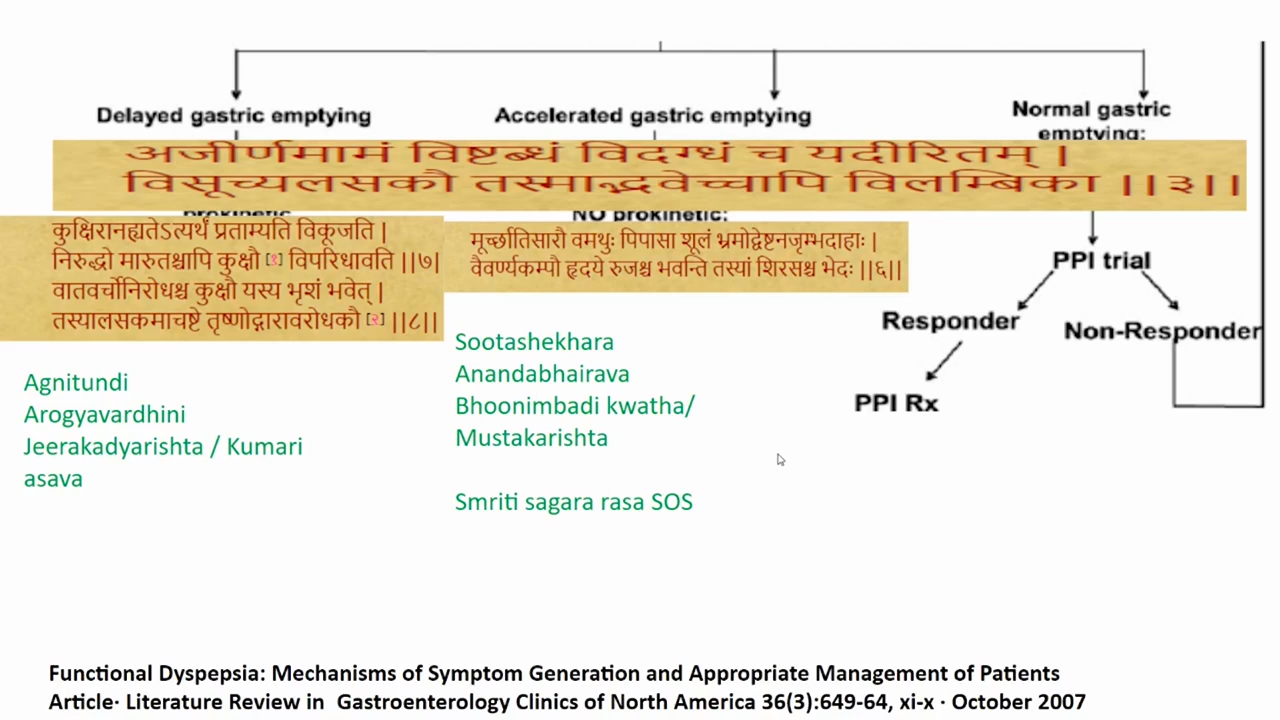 Delayed gastric emptying
Accelerated gastric emptying
Normal gastric
emptying:
अजीर्णमामं विष्टब्धं विदग्धं च यदीरितम् |
विसूच्यलसकौ तस्माद्भवेच्चापि विलम्बिका ||३||
prokinetic
NO prokinetic:
कुक्षिरानह्यतेऽत्यर्थं प्रताम्यति विकूजति |
निरुद्धो मारुतश्चापि कुक्षौ [१] विपरिधावति ||७|
वातवर्चोनिरोधश्च कुक्षौ यस्य भृशं भवेत् |
तस्यालसकमाचष्टे तृष्णोद्गारावरोधकौ [२] ||८||
मूर्च्छातिसारौ वमथुः पिपासा शूलं भ्रमोद्वेष्टनजृम्भदाहाः |
वैवर्ण्यकम्पौ हृदये रुजश्च भवन्ति तस्यां शिरसश्च भेदः ||६||
PPI trial
Responder
Non-Responder
PPI Rx
Agnitundi
Arogyavardhini
Jeerakadyarishta / Kumari
asava
Sootashekhara
Anandabhairava
Bhoonimbadi kwatha/
Mustakarishta
Smriti sagara rasa SOS
Functional Dyspepsia: Mechanisms of Symptom Generation and Appropriate Management of Patients
Article· Literature Review in  Gastroenterology Clinics of North America 36(3):649-64, xi-x · October 2007